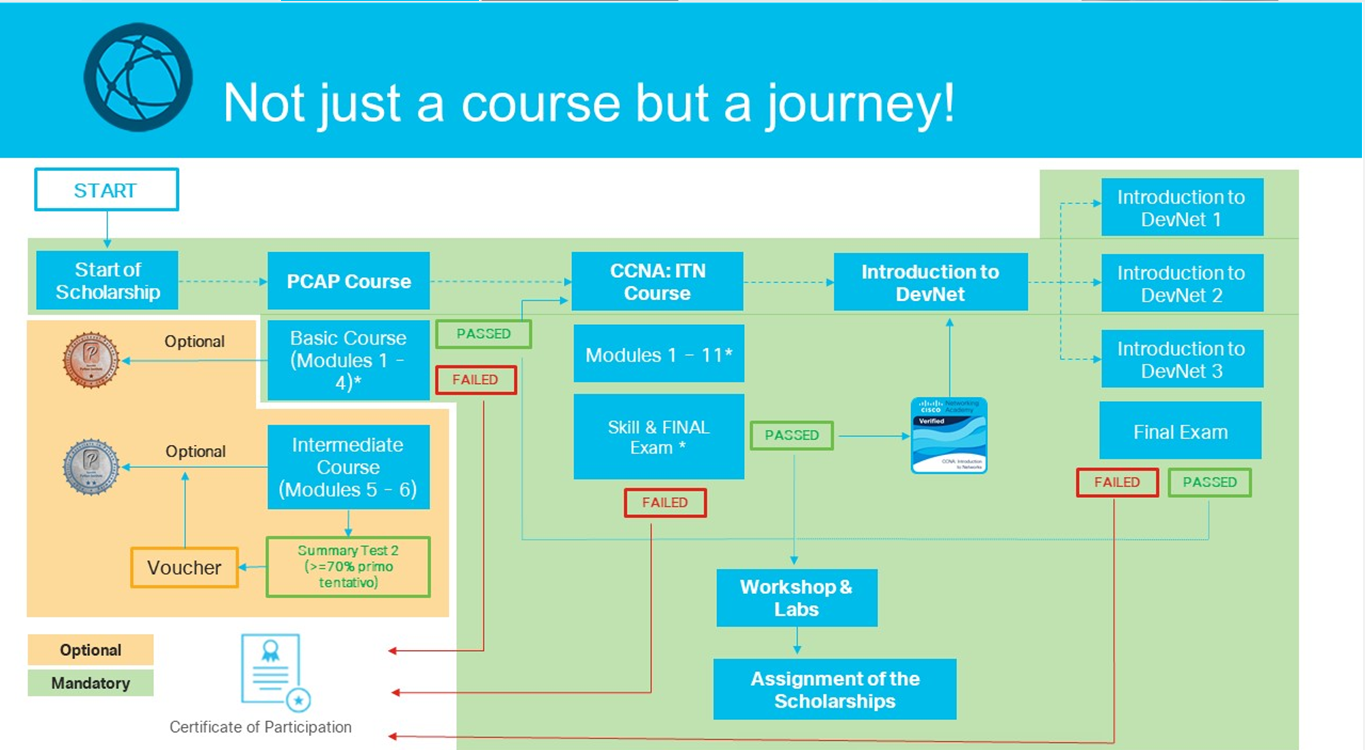 Not just a course but a journey!
START
Start of
Scholarship
PCAP Course
CCNA: ITN
Course
Introduction to
DevNet
Introduction to
DevNet 1
Introduction to
DevNet 2
Introduction to
DevNet 3
Optional
Basic Course
(Modules 1 –
4)*
PASSED
FAILED
Modules 1 – 11*
Skill & FINAL
Exam *
PASSED
FAILED
CISCO
Networking
Academy
Verified
CCNA: Introduction
to Networks
Final Exam
FAILED
PASSED
Optional
Intermediate
Course
(Modules 5 – 6)
Voucher
Summary Test 2
(>=70% primo
tentativo)
Workshop &
Labs
Assignment of the
Scholarships
Optional
Mandatory
Certificate of Participation